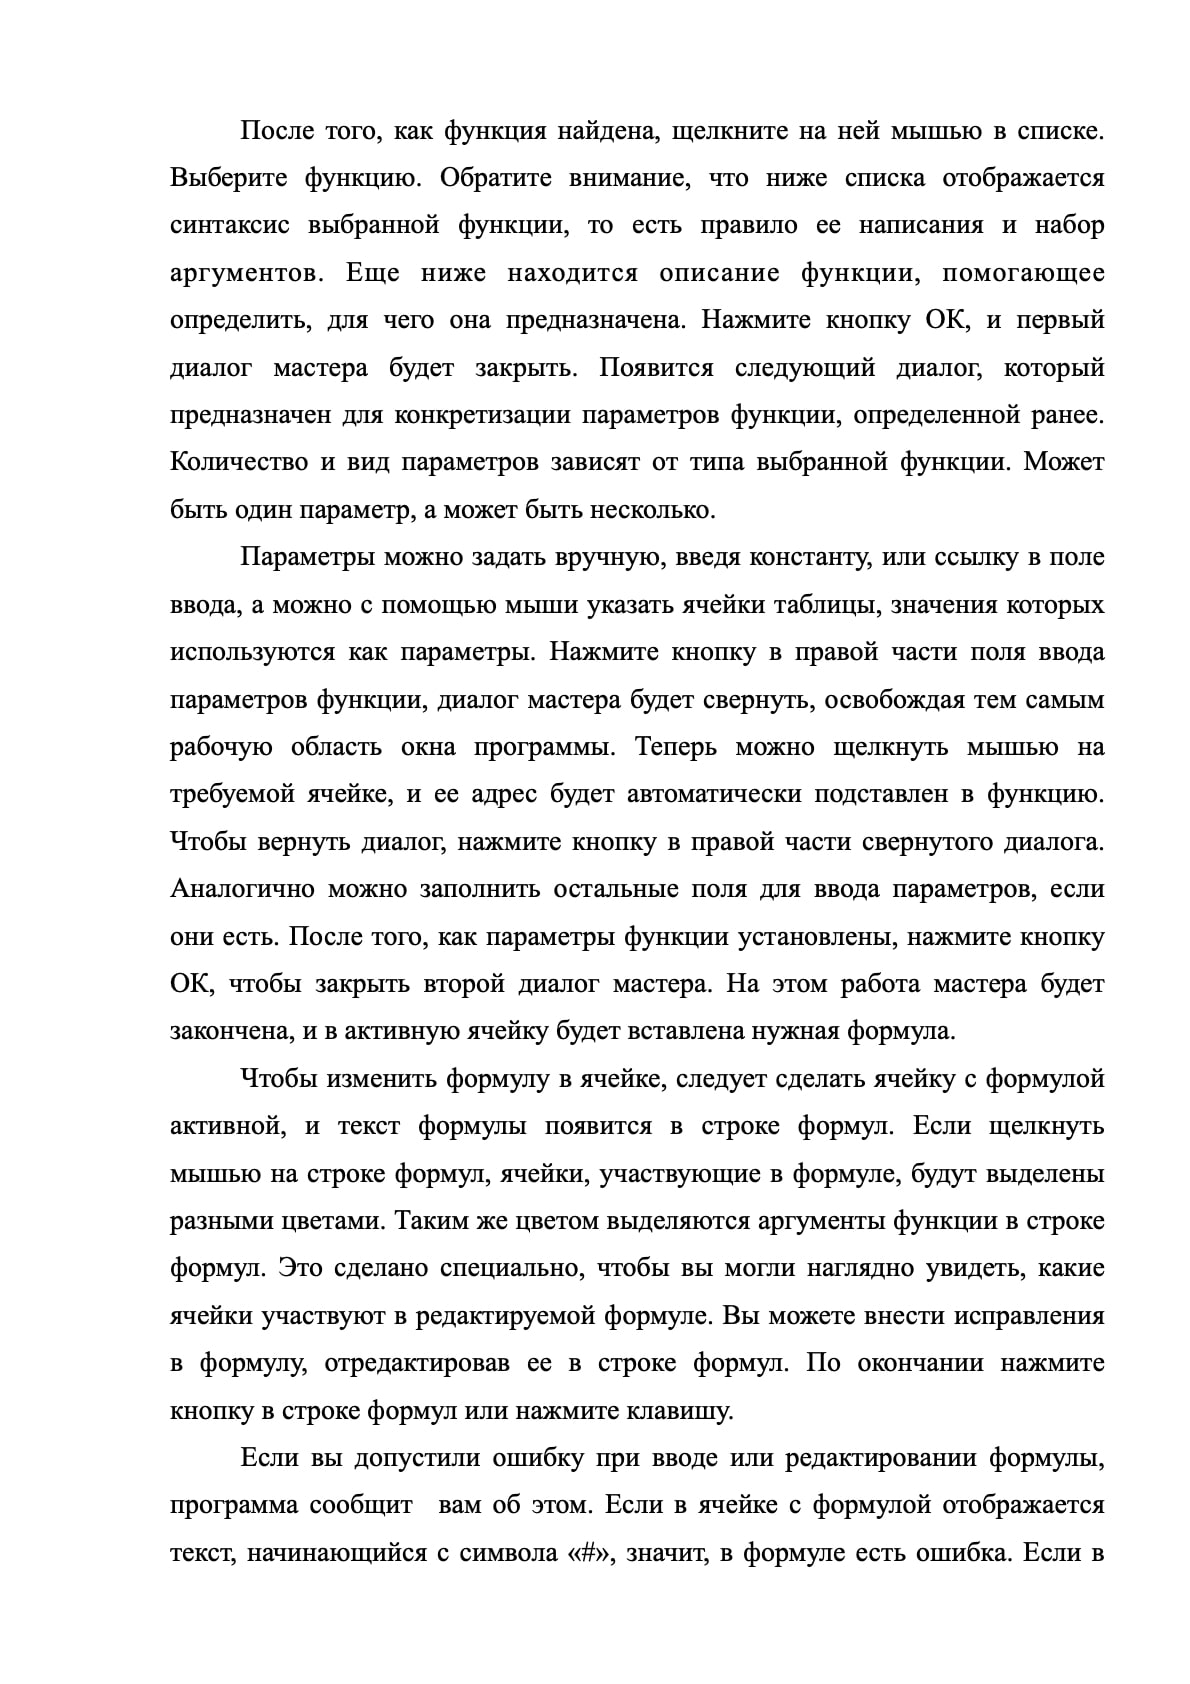 После того, как функция найдена, щелкните на ней мышью в списке.
Выберите функцию. Обратите внимание, что ниже списка отображается
синтаксис выбранной функции, то есть правило ее написания и набор
аргументов. Еще ниже находится описание функции, помогающее
определить, для чего она предназначена. Нажмите кнопку OK, и первый
диалог мастера будет закрыть. Появится следующий диалог, который
предназначен для конкретизации параметров функции, определенной ранее.
Количество и вид параметров зависят от типа выбранной функции. Может
быть один параметр, а может быть несколько.
Параметры можно задать вручную, введя константу, или ссылку в поле
ввода, а можно с помощью мыши указать ячейки таблицы, значения которых
используются как параметры. Нажмите кнопку в правой части поля ввода
параметров функции, диалог мастера будет свернуть, освобождая тем самым
рабочую область окна программы. Теперь можно щелкнуть мышью на
требуемой ячейке, и ее адрес будет автоматически подставлен в функцию.
Чтобы вернуть диалог, нажмите кнопку в правой части свернутого диалога.
Аналогично можно заполнить остальные поля для ввода параметров, если
они есть. После того, как параметры функции установлены, нажмите кнопку
OK, чтобы закрыть второй диалог мастера. На этом работа мастера будет
закончена, и в активную ячейку будет вставлена нужная формула.
Чтобы изменить формулу в ячейке, следует сделать ячейку с формулой
активной, и текст формулы появится в строке формул. Если щелкнуть
мышью на строке формул, ячейки, участвующие в формуле, будут выделены
разными цветами. Таким же цветом выделяются аргументы функции в строке
формул. Это сделано специально, чтобы вы могли наглядно увидеть, какие
ячейки участвуют в редактируемой формуле. Вы можете внести исправления
в формулу, отредактировав ее в строке формул. По окончании нажмите
кнопку в строке формул или нажмите клавишу.
Если вы допустили ошибку при вводе или редактировании формулы,
программа сообщит вам об этом. Если в ячейке с формулой отображается
текст, начинающийся с символа «#», значит, в формуле есть ошибка. Если в